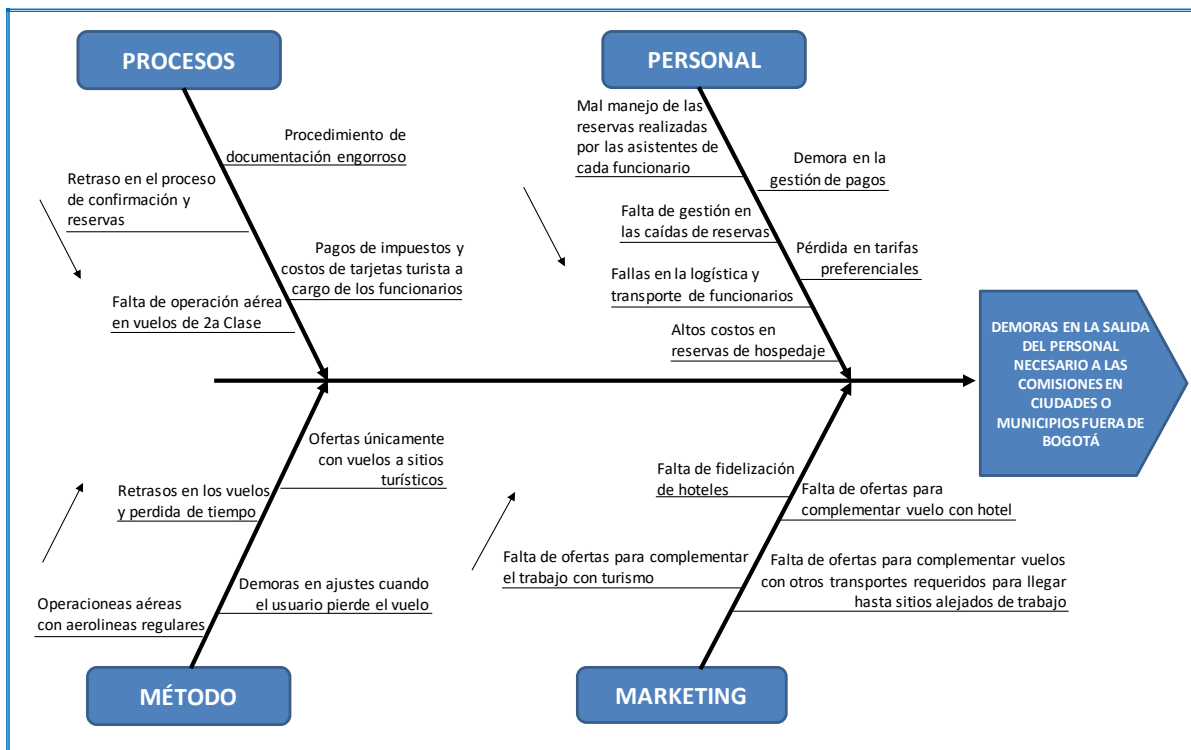 PROCESOS
Procedimiento de
documentación engorroso
Retraso en el proceso
de confirmación y
reservas
Pagos de impuestos y
costos de tarjetas turista a
cargo de los funcionarios
Falta de operación aérea
en vuelos de 2a Clase
PERSONAL
Mal manejo de las
reservas realizadas
por las asistentes de
cada funcionario
Demora en la
gestión de pagos
Falta de gestión en
las caídas de reservas
Pérdida en tarifas
preferenciales
Fallas en la logística y
transporte de funcionarios
Altos costos en
reservas de hospedaje
DEMORAS EN LA SALIDA
DEL PERSONAL
NECESARIO A LAS
COMISIONES EN
CIUDADES O
MUNICIPIOS FUERA DE
BOGOTÁ
Ofertas únicamente
con vuelos a sitios
turísticos
Retrasos en los vuelos
y perdida de tiempo
Demoras en ajustes cuando
el usuario pierde el vuelo
Operacioneas aéreas
con aerolineas regulares
MÉTODO
Falta de fidelización
de hoteles
Falta de ofertas para
complementar vuelo con hotel
Falta de ofertas para complementar
el trabajo con turismo
Falta de ofertas para complementar vuelos
con otros transportes requeridos para llegar
hasta sitios alejados de trabajo
MARKETING